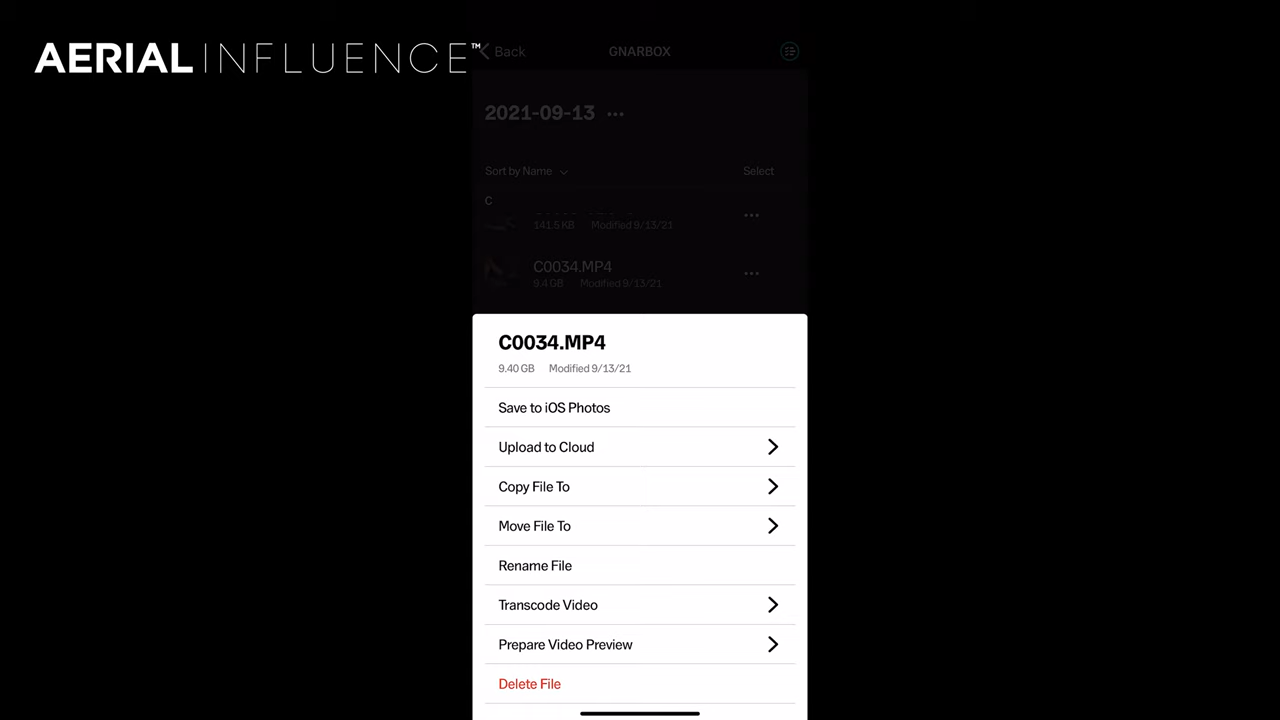 AERIAL INFLUENCE™
Back
GNARBOX
2021-09-13 •••
Sort by Name
Select
C
141.5 KB Modified 9/13/21
C0034.MP4
9.4 GB Modified 9/13/21
C0034.MP4
9.40 GB Modified 9/13/21
Save to iOS Photos
Upload to Cloud
Copy File To
Move File To
Rename File
Transcode Video
Prepare Video Preview
Delete File